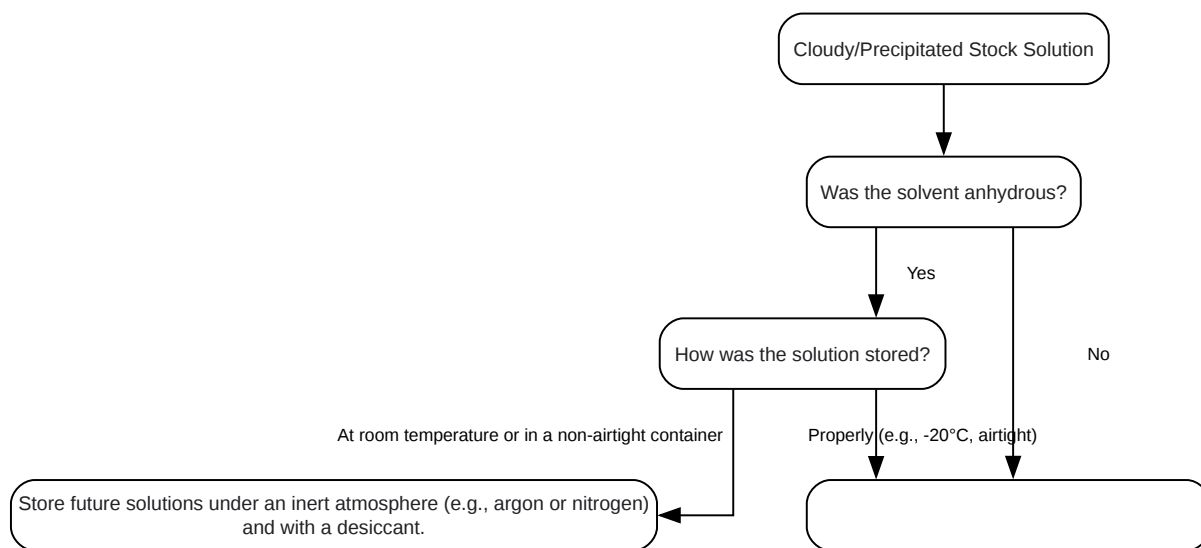 Cloudy/Precipitated Stock Solution
Was the solvent anhydrous?
Yes
How was the solution stored?
No
At room temperature or in a non-airtight container
Properly (e.g., -20°C, airtight)
Store future solutions under an inert atmosphere (e.g., argon or nitrogen)
and with a desiccant.